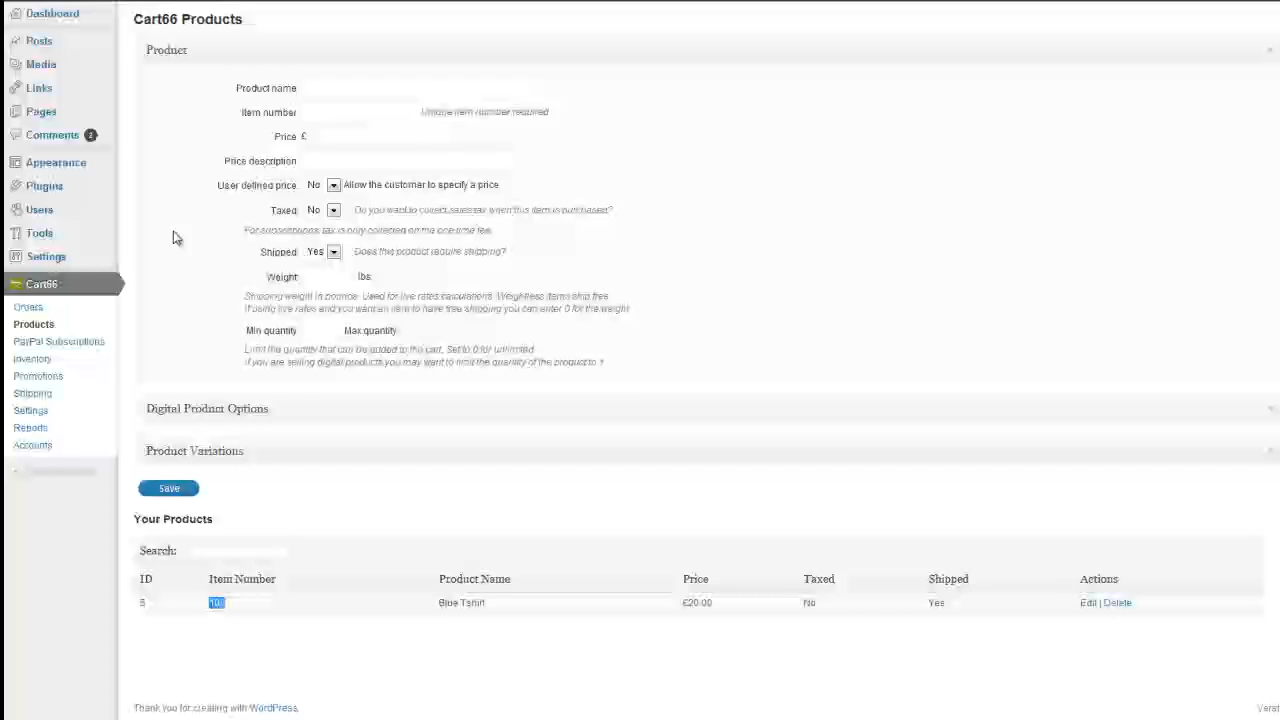 Dashboard
Posts
Media
Links
Pages
Comments 2
Appearance
Plugins
Users
Tools
Settings
Cart66
Orders
Products
PayPal Subscriptions
Inventory
Promotions
Shipping
Settings
Reports
Accounts
Cart66 Products
Product
Product name
Item number Unique item number required
Price £
Price description
User defined price No Allow the customer to specify a price
Taxed No Do you want to collect sales tax when this item is purchased?
For subscriptions tax is only collected on the one time fee.
Shipped Yes Does this product require shipping?
Weight lbs
Shipping weight in pounds. Used for live rates calculations. Weightless items ship free.
If using live rates and you want an item to have free shipping you can enter 0 for the weight
Min quantity Max quantity
Limit the quantity that can be added to the cart. Set to 0 for unlimited.
If you are selling digital products you may want to limit the quantity of the product to 1
Digital Product Options
Product Variations
Save
Your Products
Search:
ID Item Number Product Name Price Taxed Shipped Actions
Blue Tshirt £20.00 No Yes Edit | Delete
Thank you for creating with WordPress.